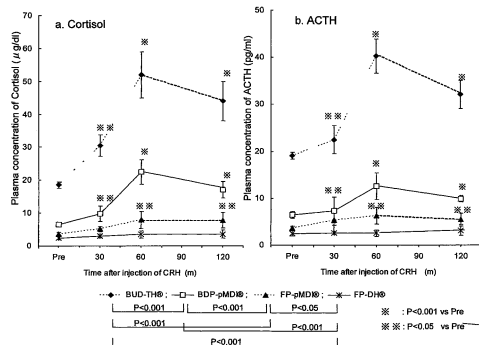 a. Cortisol
b. ACTH
Plasma concentration of Cortisol (μg/dl)
70
60
50
40
30
20
10
0
※
※
※※
※
※
※※
※※
※※
Pre
30
60
90
120
Time after injection of CRH (m)
Plasma concentration of ACTH (pg/ml)
50
40
30
20
10
0
※
※
※※
※※
※
※
※※
※※
Pre
30
60
90
120
Time after injection of CRH (m)
BUD-TH® ; BDP-pMDI® ; FP-pMDI® ; FP-DH®
P<0.001 P<0.001 P<0.05
P<0.001 P<0.001
P<0.001
※ : P<0.001 vs Pre
※※ : P<0.05 vs Pre